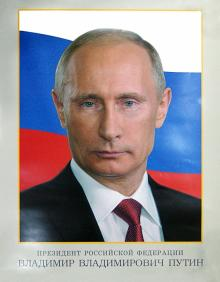 ПРЕЗИДЕНТ РОССИЙСКОЙ ФЕДЕРАЦИИ
ВЛАДИМИР ВЛАДИМИРОВИЧ ПУТИН